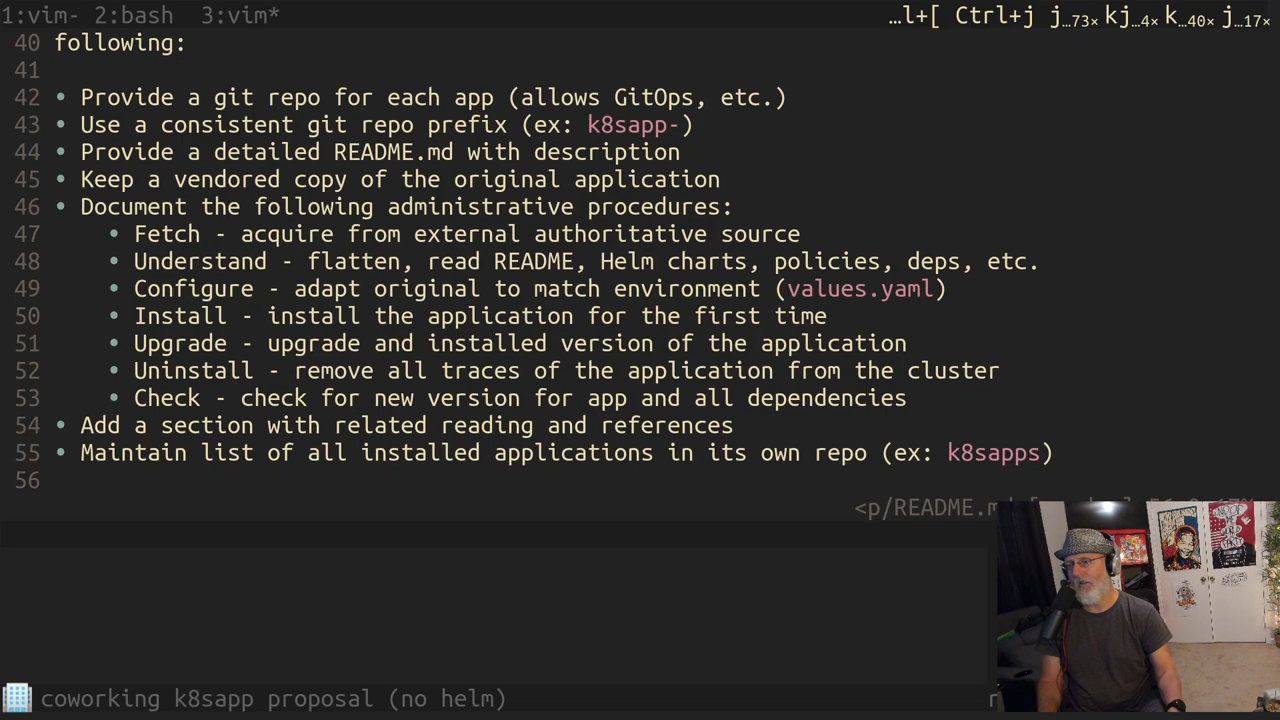 1:vim- 2:bash  3:vim*
…l+[ Ctrl+j j…73× kj…4× k…40× j…17×
40 following:
41
42 • Provide a git repo for each app (allows GitOps, etc.)
43 • Use a consistent git repo prefix (ex: k8sapp-)
44 • Provide a detailed README.md with description
45 • Keep a vendored copy of the original application
46 • Document the following administrative procedures:
47 • Fetch - acquire from external authoritative source
48 • Understand - flatten, read README, Helm charts, policies, deps, etc.
49 • Configure - adapt original to match environment (values.yaml)
50 • Install - install the application for the first time
51 • Upgrade - upgrade and installed version of the application
52 • Uninstall - remove all traces of the application from the cluster
53 • Check - check for new version for app and all dependencies
54 • Add a section with related reading and references
55 • Maintain list of all installed applications in its own repo (ex: k8sapps)
56
<p/README.m
coworking k8sapp proposal (no helm)